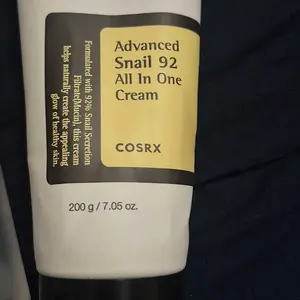 Advanced
Snail 92
All In One
Cream
Formulated with 92% Snail Secretion
Filtrate(Mucin), this cream
helps naturally create the appealing
glow of healthy skin.
COSRX
200 g / 7.05 oz.